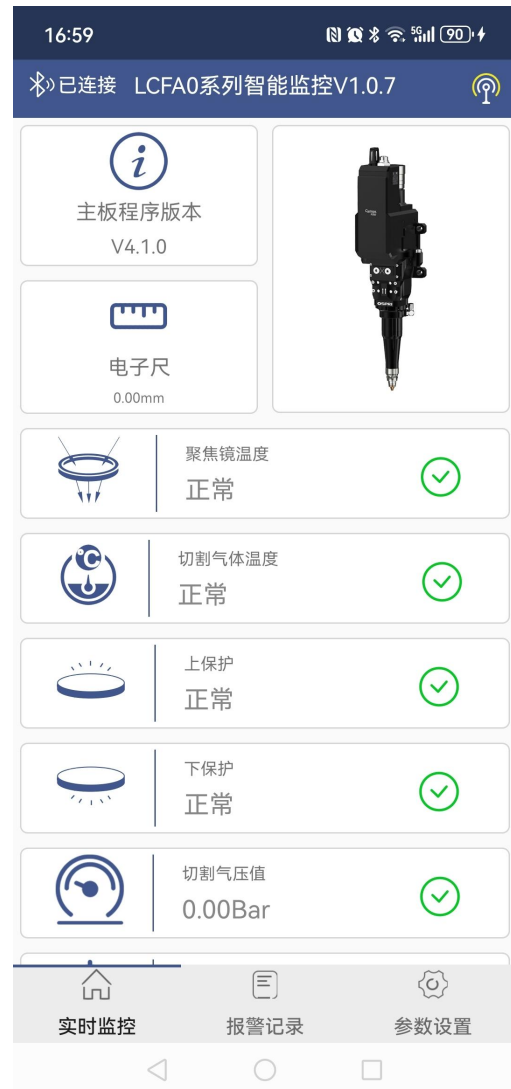 16:59
5G 90
已连接 LCFA0系列智能监控V1.0.7
主板程序版本
V4.1.0
电子尺
0.00mm
聚焦镜温度
正常
℃
切割气体温度
正常
上保护
正常
下保护
正常
切割气压值
0.00Bar
实时监控 报警记录 参数设置